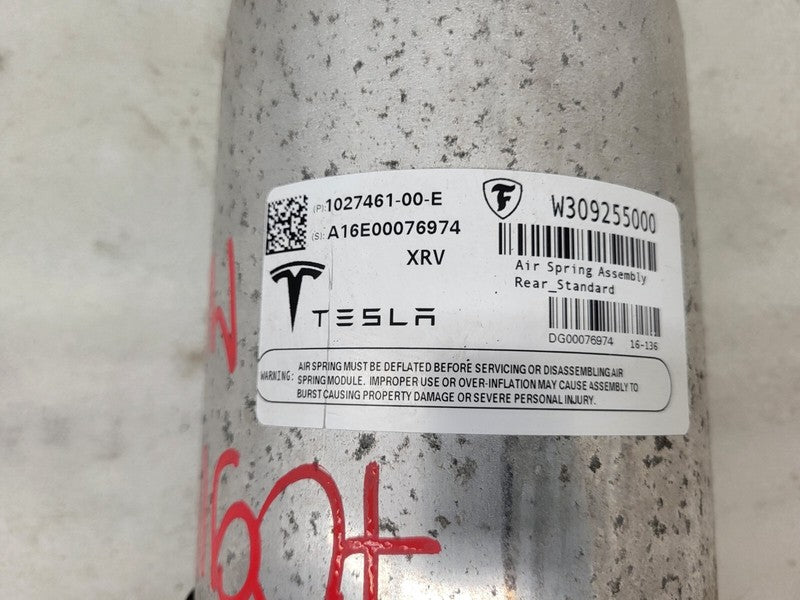 (P):1027461-00-E
(S):A16E00076974
XRV
TESLA
F
W309255000
Air Spring Assembly
Rear_Standard
DG00076974 16-136
WARNING: AIR SPRING MUST BE DEFLATED BEFORE SERVICING OR DISASSEMBLING AIR
SPRING MODULE. IMPROPER USE OR OVER-INFLATION MAY CAUSE ASSEMBLY TO
BURST CAUSING PROPERTY DAMAGE OR SEVERE PERSONAL INJURY.